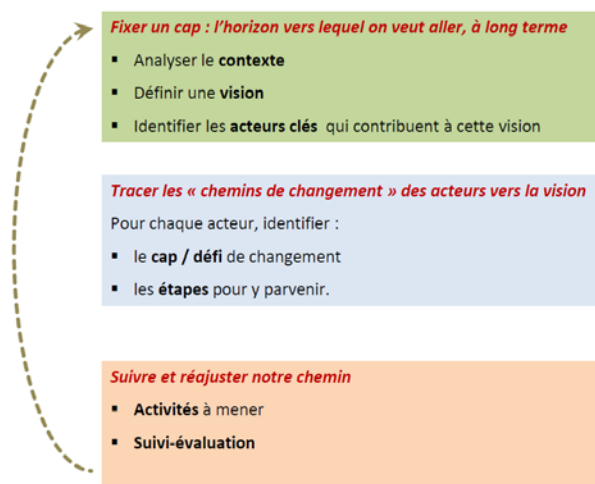 Fixer un cap : l’horizon vers lequel on veut aller, à long terme
▪ Analyser le contexte
▪ Définir une vision
▪ Identifier les acteurs clés qui contribuent à cette vision
Tracer les « chemins de changement » des acteurs vers la vision
Pour chaque acteur, identifier :
▪ le cap / défi de changement
▪ les étapes pour y parvenir.
Suivre et réajuster notre chemin
▪ Activités à mener
▪ Suivi-évaluation